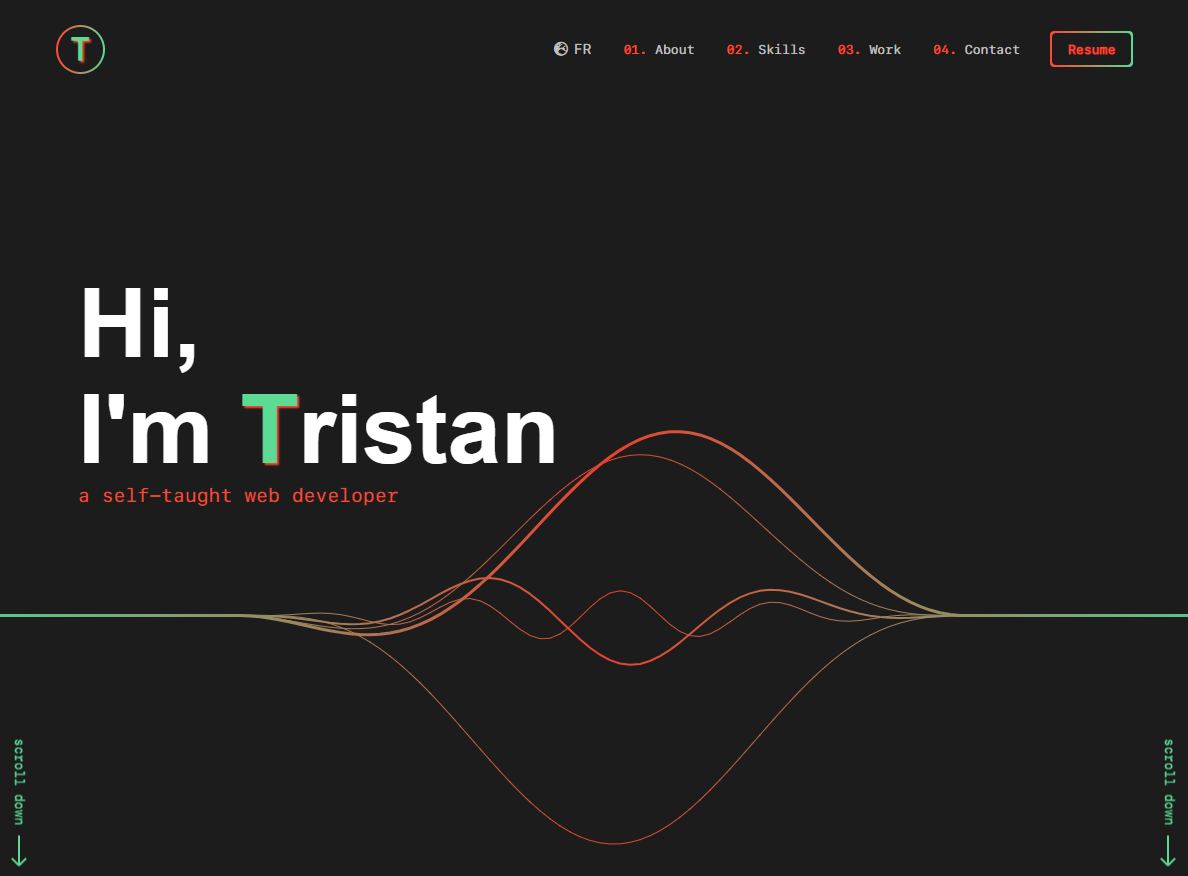 T
FR
01. About
02. Skills
03. Work
04. Contact
Resume
Hi,
I'm Tristan
a self-taught web developer
scroll down
scroll down